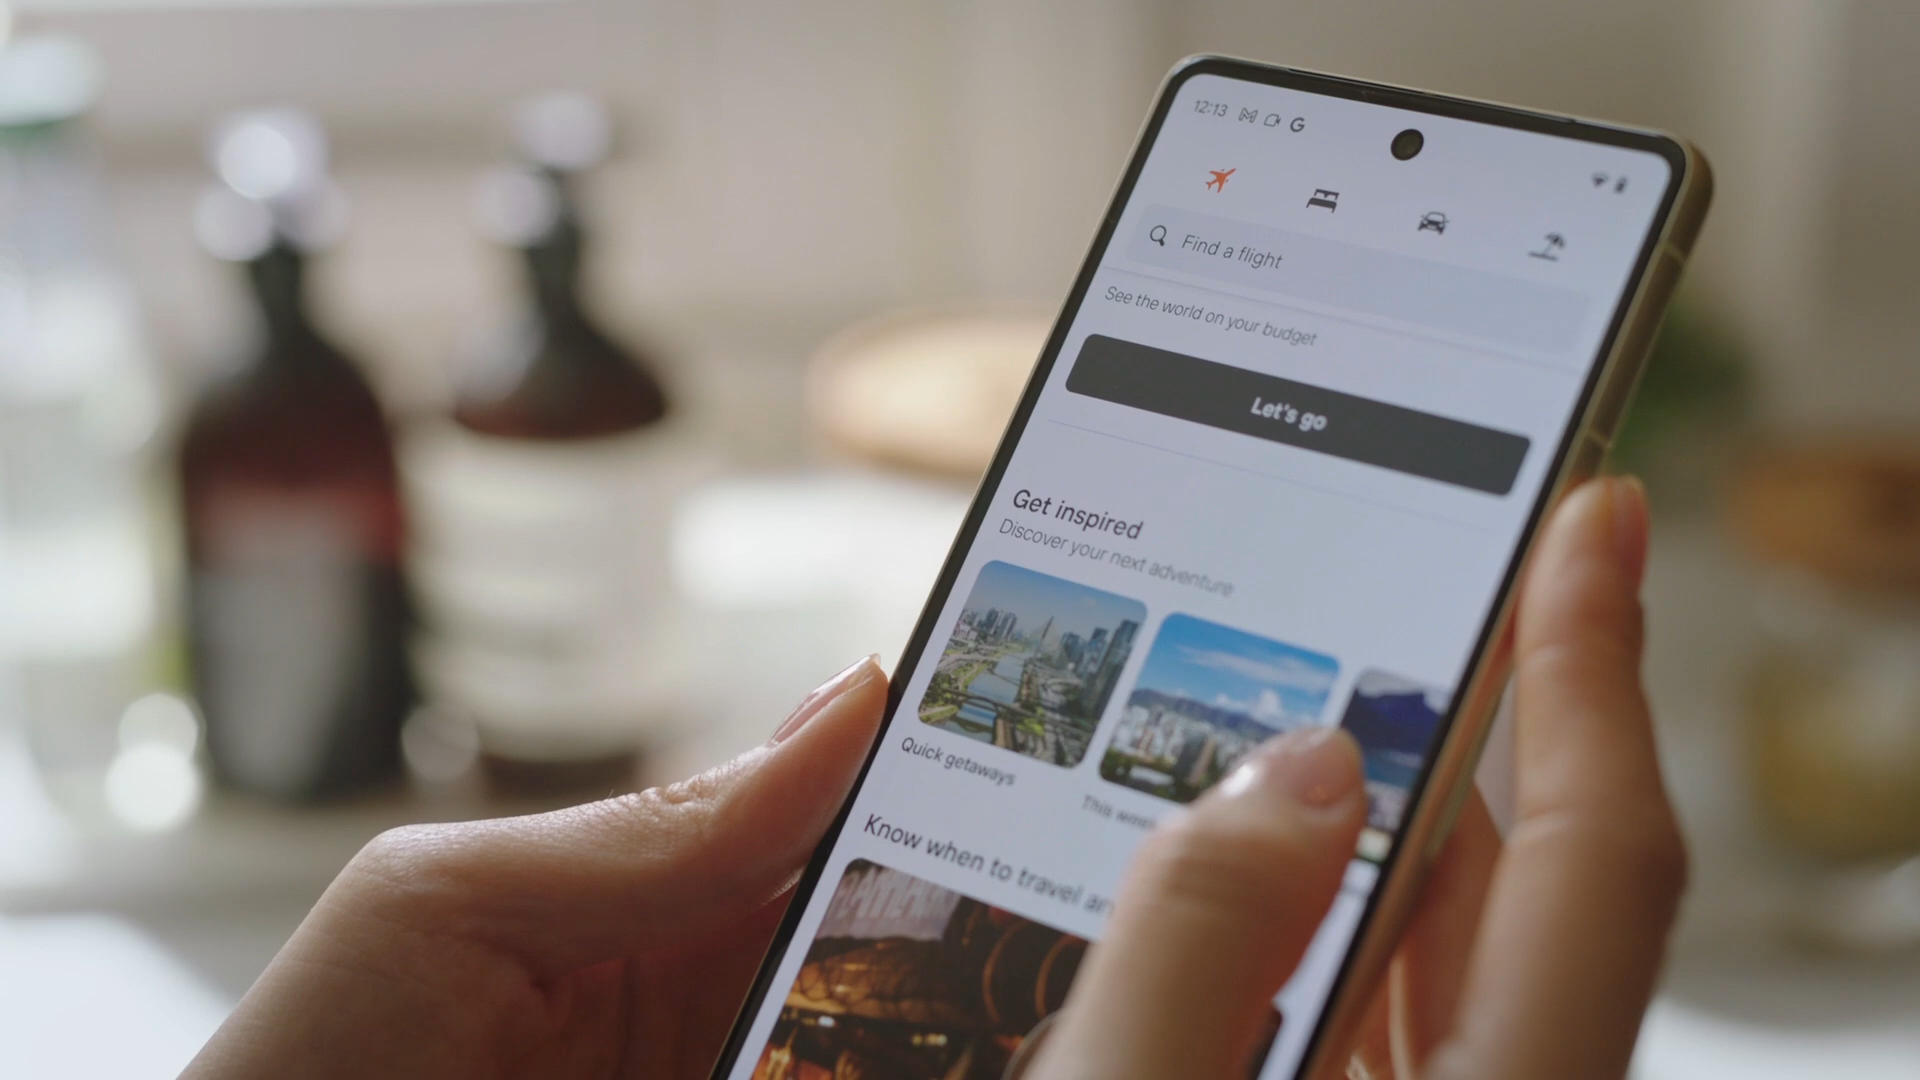 12:13
Find a flight
See the world on your budget
Let's go
Get inspired
Discover your next adventure
Quick getaways
This
Know when to travel